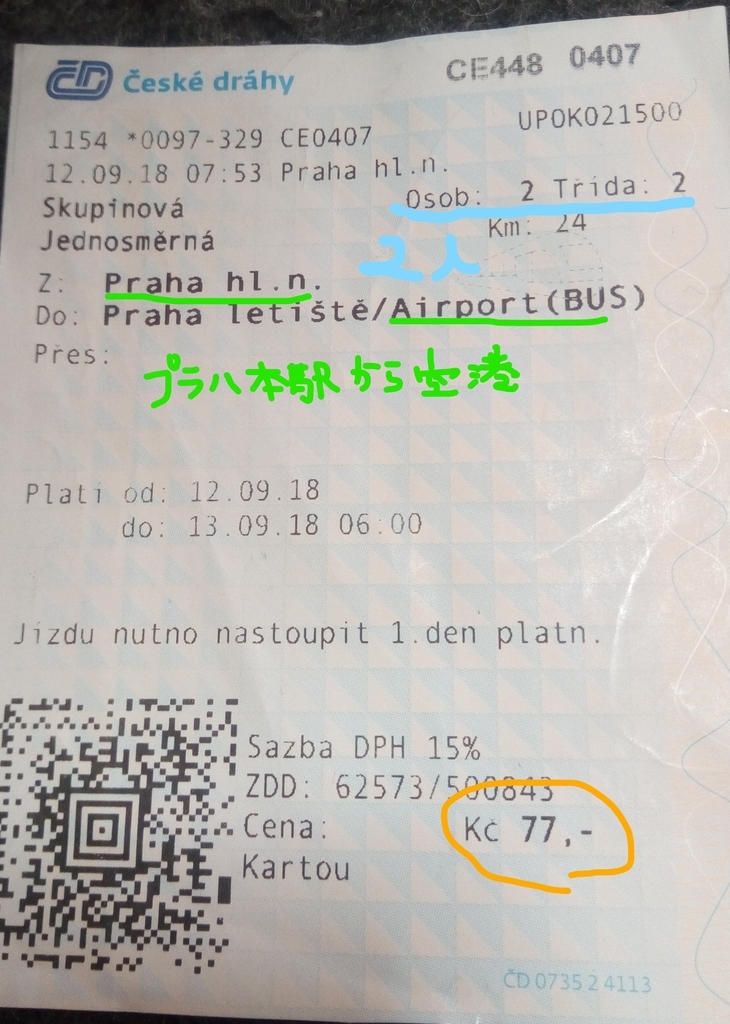 ČD České dráhy
CE448 0407
UPOK021500
1154 *0097-329 CE0407
12.09.18 07:53 Praha hl.n.
Skupinová
Osob: 2 Třída: 2
Jednosměrná
Km: 24
2人
Z: Praha hl.n.
Do: Praha letiště/Airport(BUS)
Přes:
プラハ本駅から空港
Platí od: 12.09.18
do: 13.09.18 06:00
Jízdu nutno nastoupit 1.den platn.
Sazba DPH 15%
ZDD: 62573/500843
Cena: Kč 77,-
Kartou
ČD 0735 2 4113